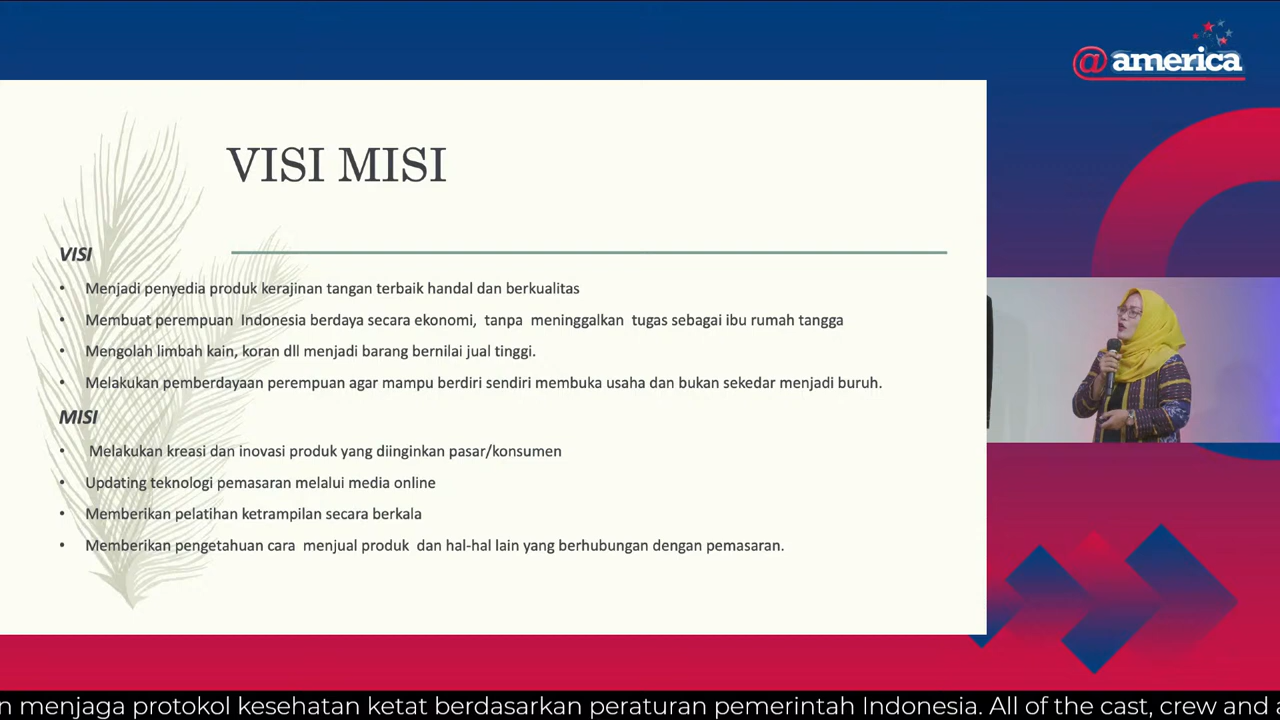 @america
VISI MISI
VISI
• Menjadi penyedia produk kerajinan tangan terbaik handal dan berkualitas
• Membuat perempuan Indonesia berdaya secara ekonomi, tanpa meninggalkan tugas sebagai ibu rumah tangga
• Mengolah limbah kain, koran dll menjadi barang bernilai jual tinggi.
• Melakukan pemberdayaan perempuan agar mampu berdiri sendiri membuka usaha dan bukan sekedar menjadi buruh.
MISI
• Melakukan kreasi dan inovasi produk yang diinginkan pasar/konsumen
• Updating teknologi pemasaran melalui media online
• Memberikan pelatihan ketrampilan secara berkala
• Memberikan pengetahuan cara menjual produk dan hal-hal lain yang berhubungan dengan pemasaran.
menjaga protokol kesehatan ketat berdasarkan peraturan pemerintah Indonesia. All of the cast, crew and